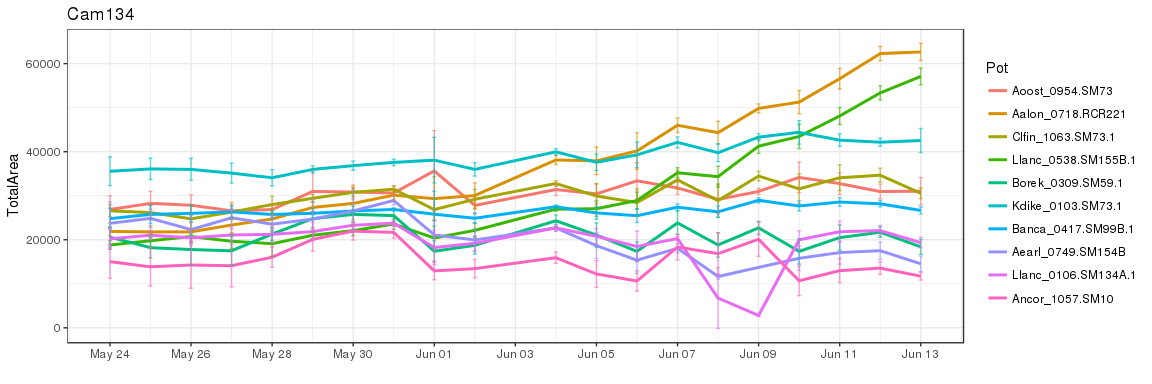 Cam134
TotalArea
60000
40000
20000
0
May 24 May 26 May 28 May 30 Jun 01 Jun 03 Jun 05 Jun 07 Jun 09 Jun 11 Jun 13
Pot
Aoost_0954.SM73
Aalon_0718.RCR221
Clfin_1063.SM73.1
Llanc_0538.SM155B.1
Borek_0309.SM59.1
Kdike_0103.SM73.1
Banca_0417.SM99B.1
Aearl_0749.SM154B
Llanc_0106.SM134A.1
Ancor_1057.SM10